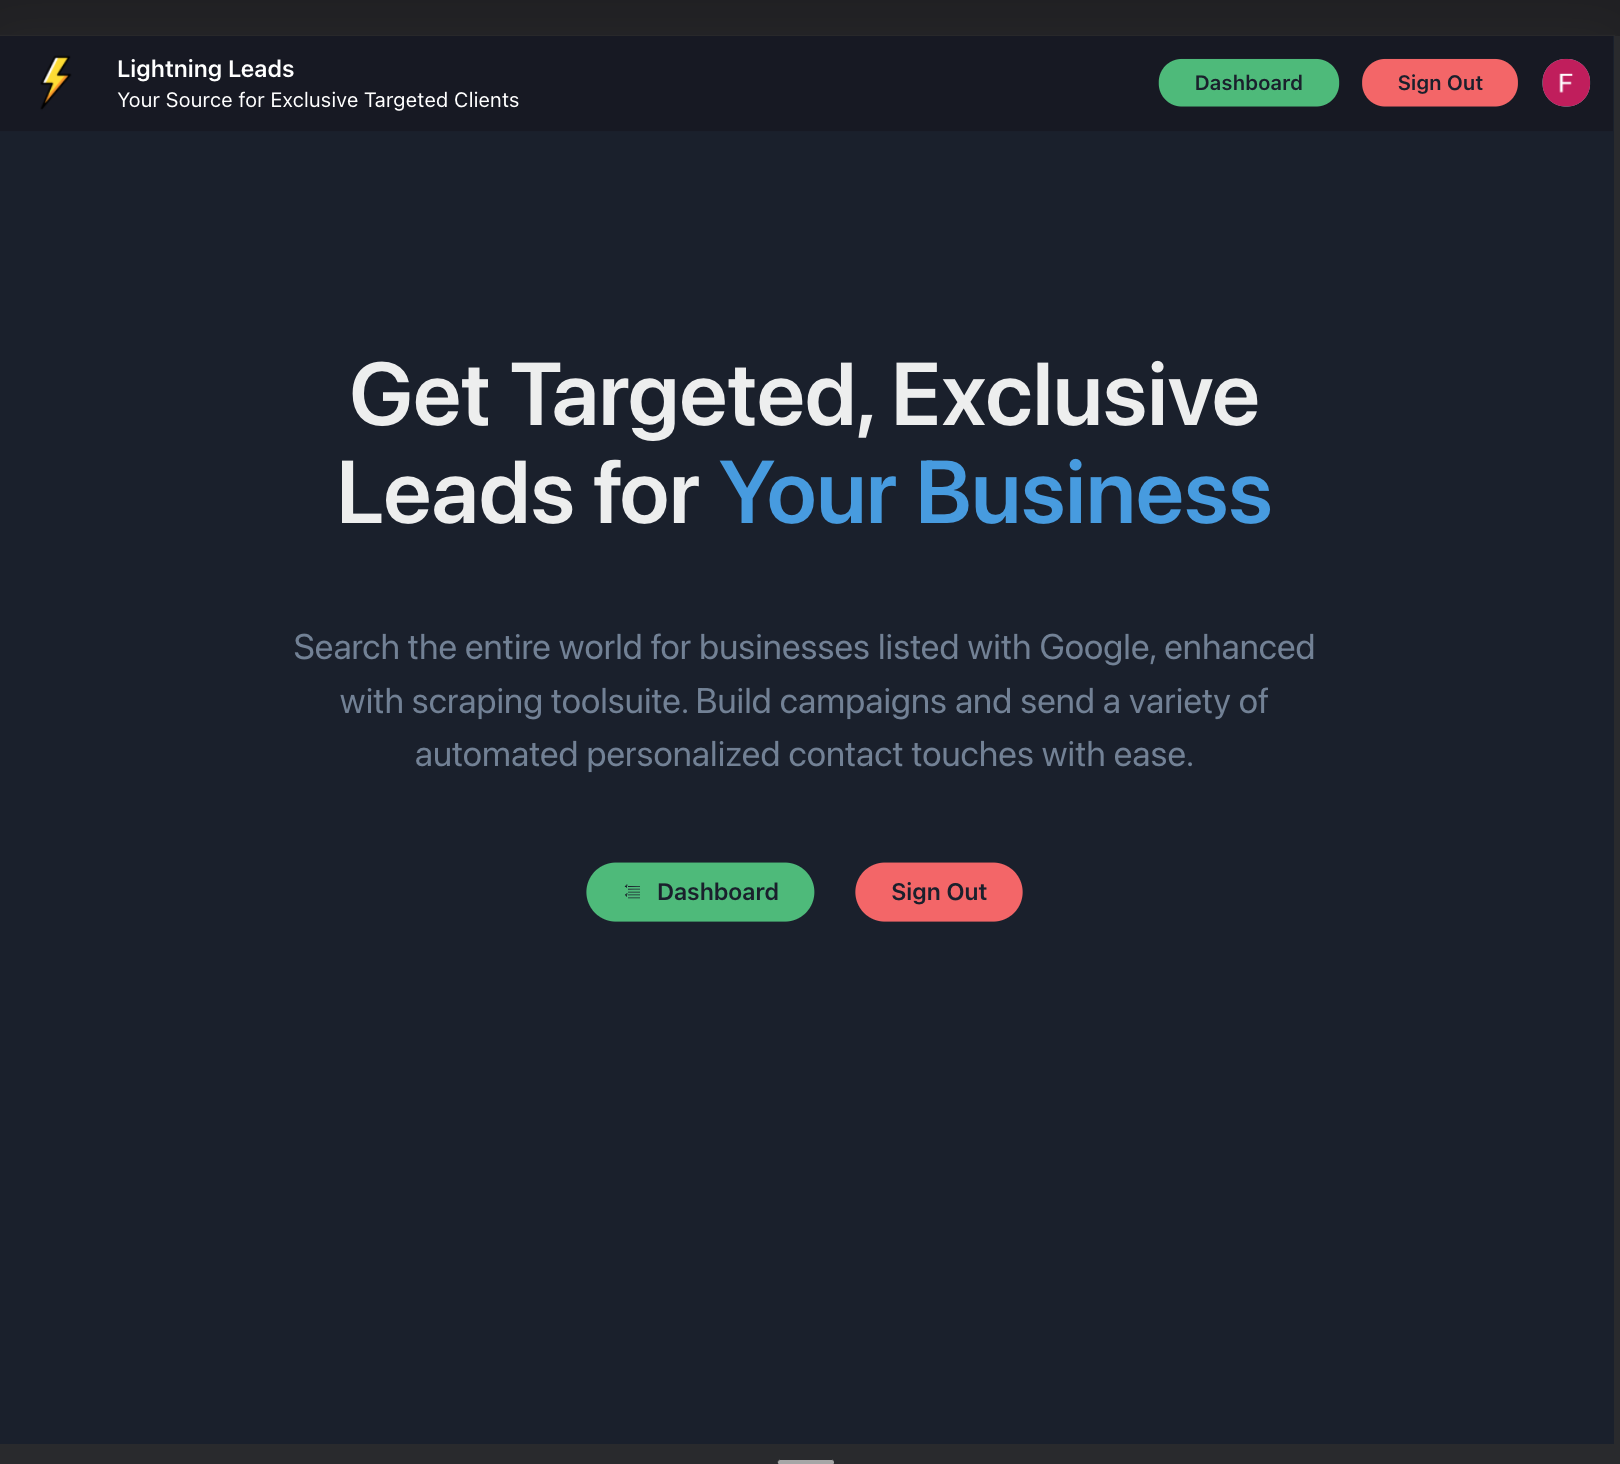 Lightning Leads
Your Source for Exclusive Targeted Clients
Dashboard
Sign Out
F
Get Targeted, Exclusive
Leads for Your Business
Search the entire world for businesses listed with Google, enhanced
with scraping toolsuite. Build campaigns and send a variety of
automated personalized contact touches with ease.
Dashboard
Sign Out